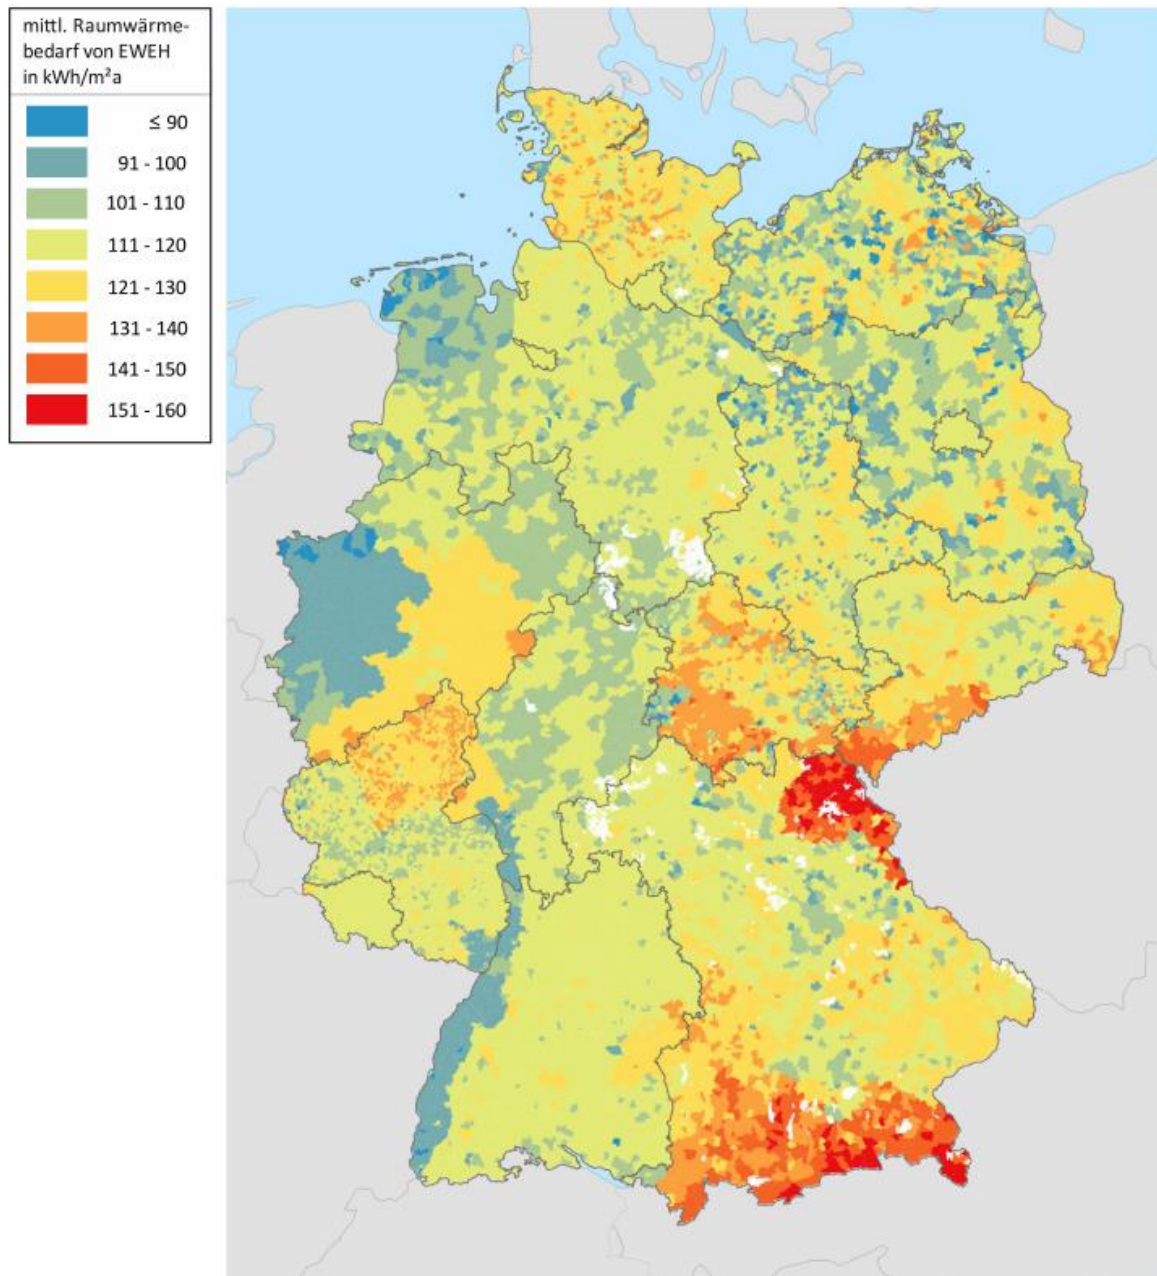 mittl. Raumwärme-
bedarf von EWEH
in kWh/m²a
≤ 90
91 - 100
101 - 110
111 - 120
121 - 130
131 - 140
141 - 150
151 - 160